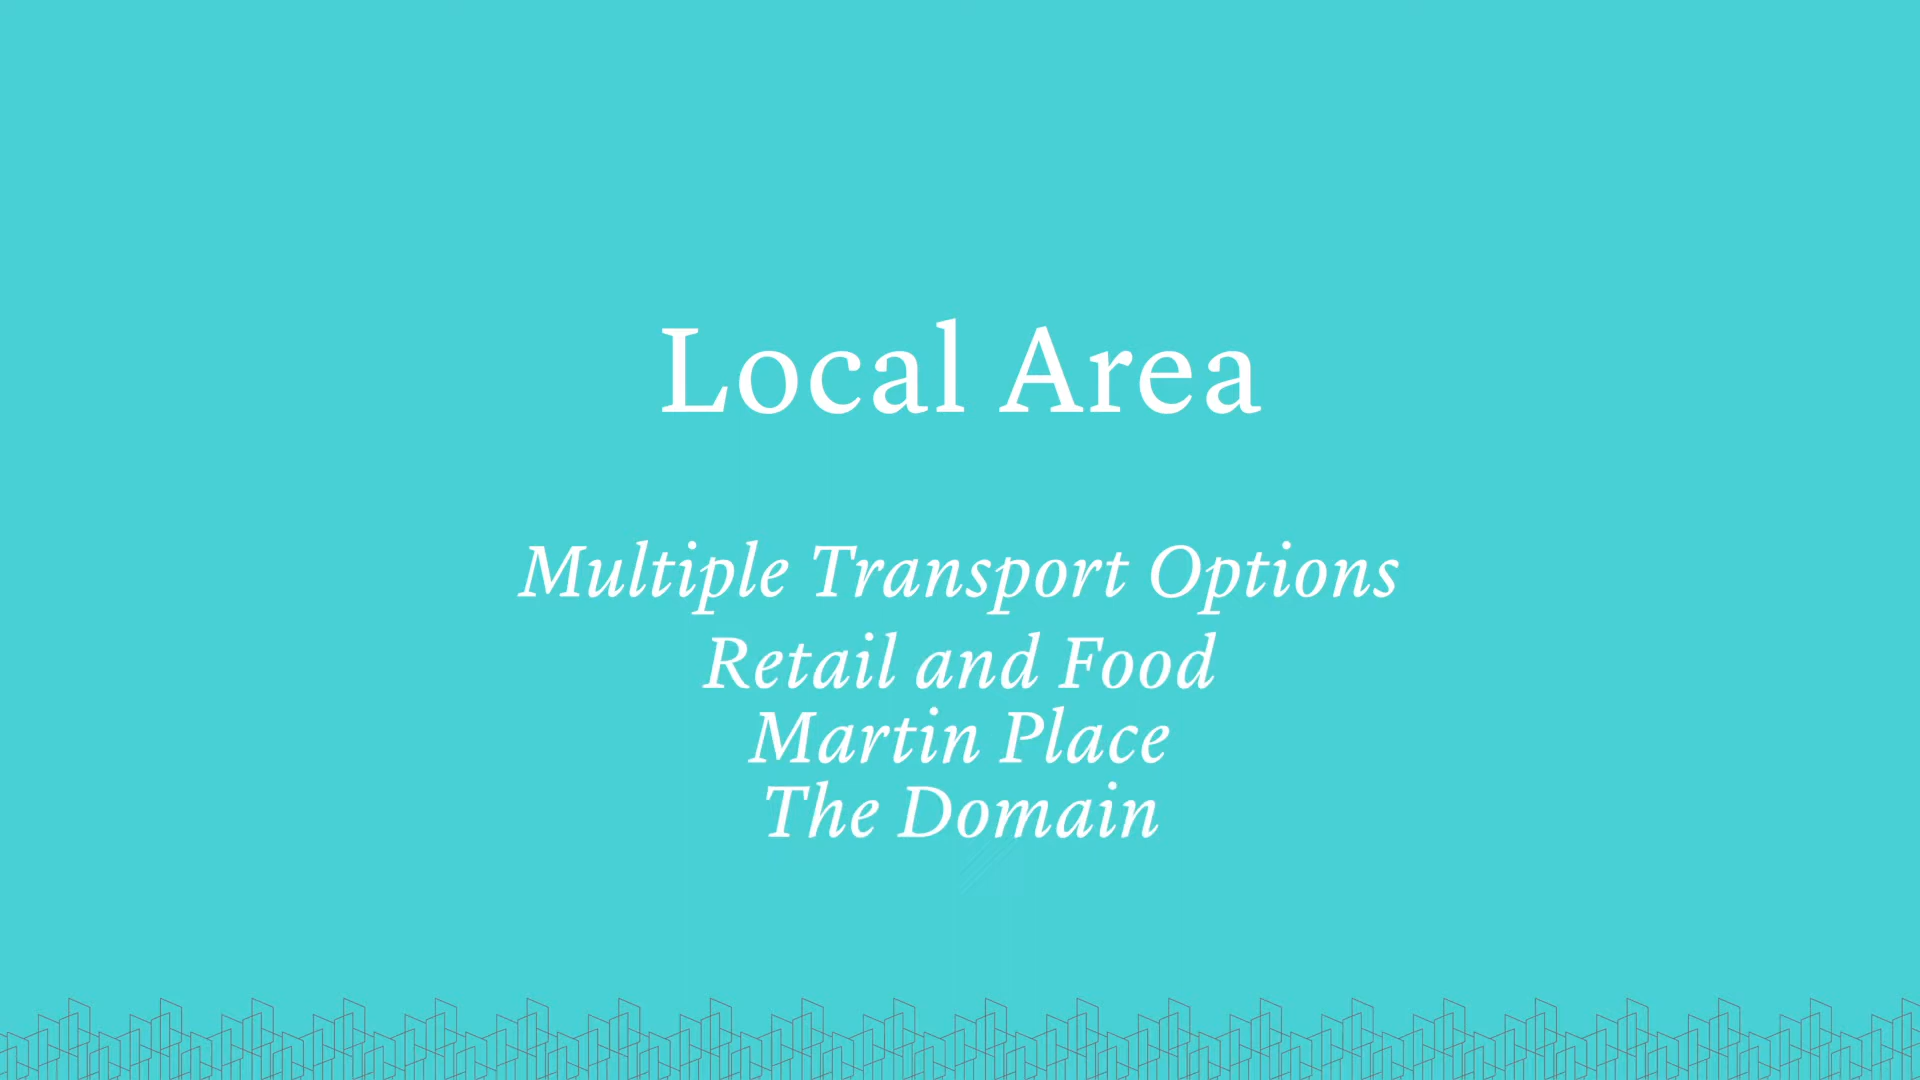 Local Area
Multiple Transport Options
Retail and Food
Martin Place
The Domain